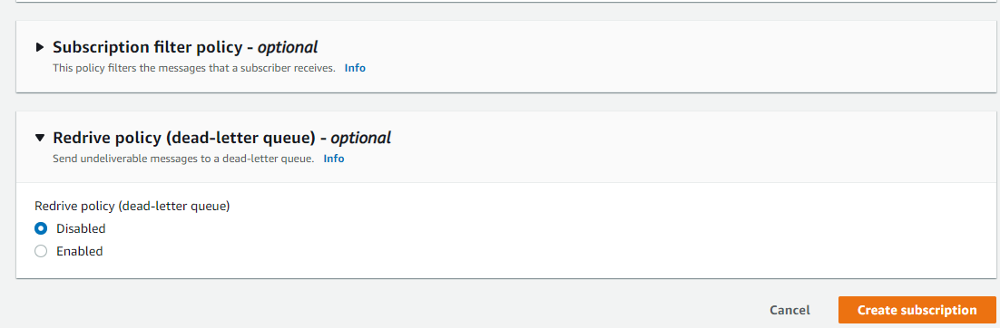 Subscription filter policy - optional
This policy filters the messages that a subscriber receives. Info
Redrive policy (dead-letter queue) - optional
Send undeliverable messages to a dead-letter queue. Info
Redrive policy (dead-letter queue)
Disabled
Enabled
Cancel Create subscription